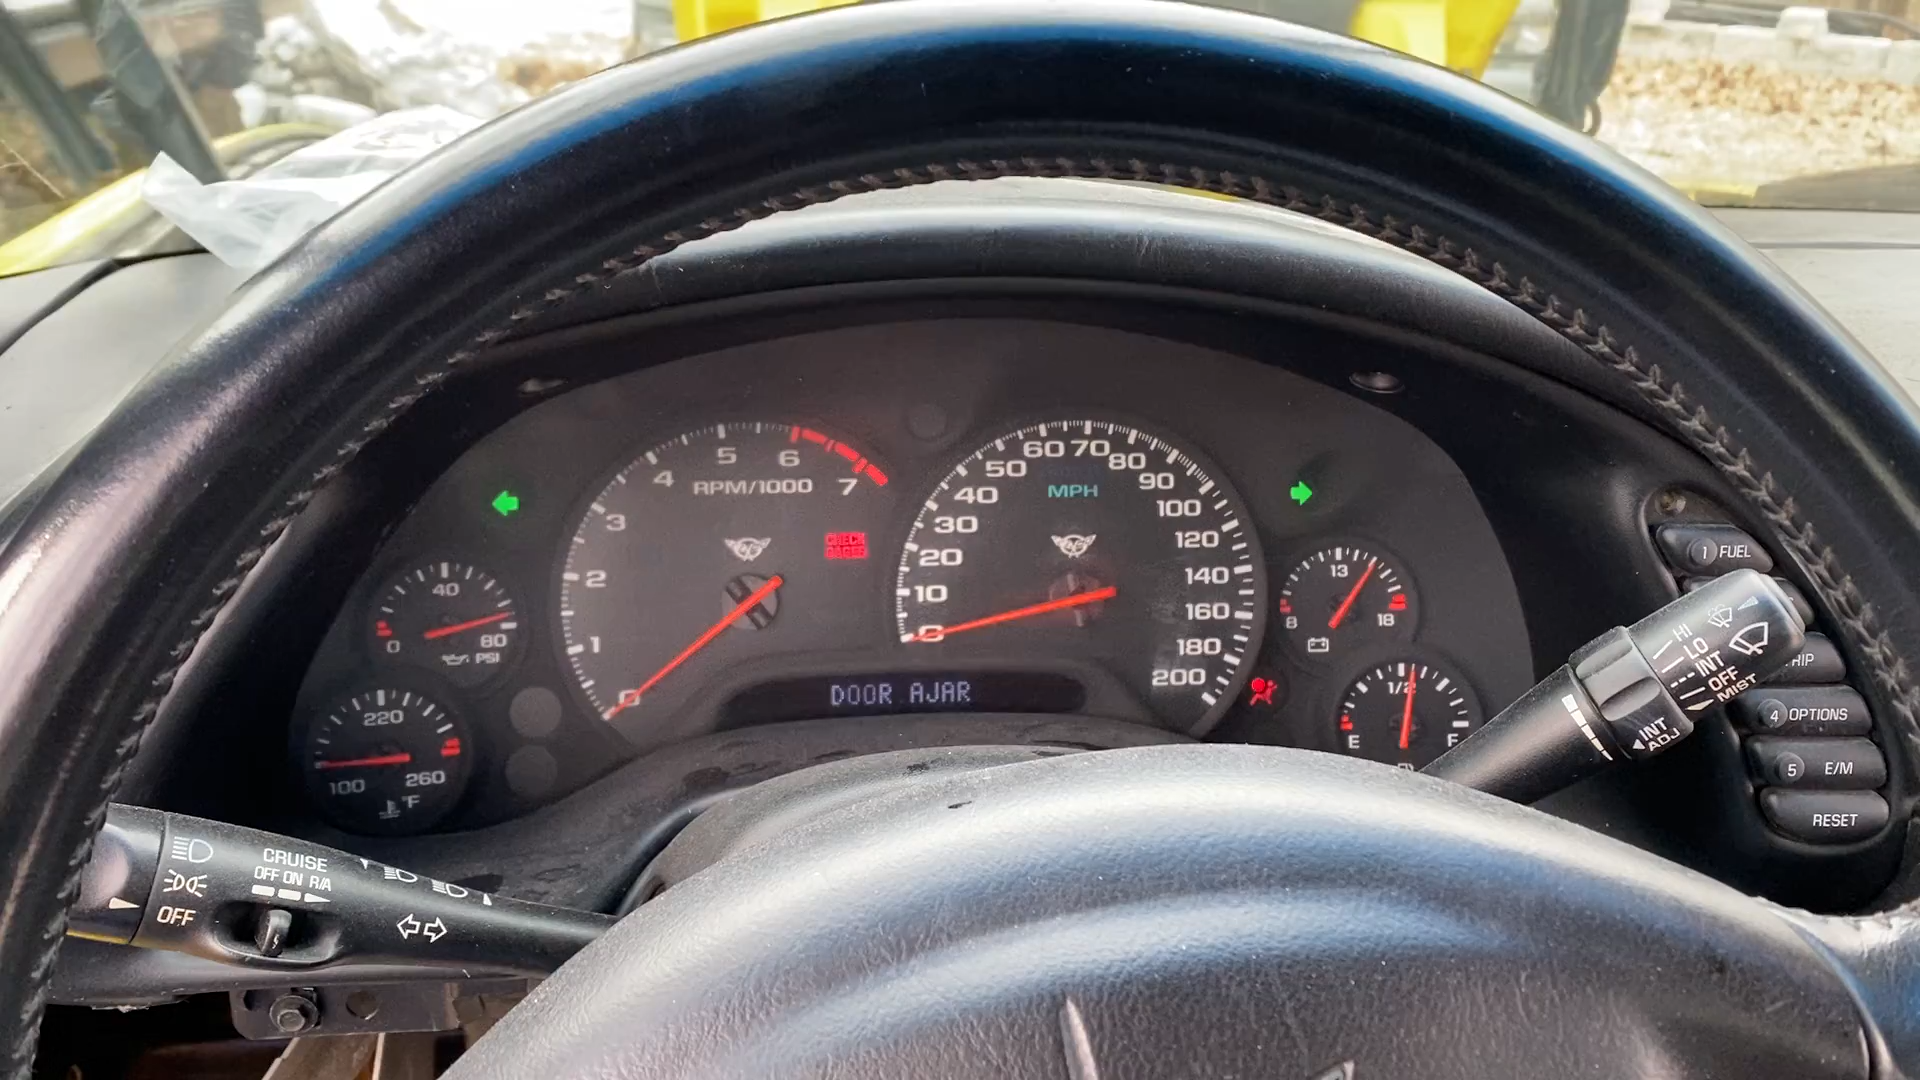 4 5 6 7
RPM/1000
3
2
1
0
CHECK
GAGES
40
0 80
PSI
220
100 260
°F
60 70
50 80
40 90
30 100
20 120
10 140
0 160
180
200
MPH
DOOR AJAR
13
8 18
1/2
E F
1 FUEL
RIP
4 OPTIONS
5 E/M
RESET
HI
LO
INT
OFF
MIST
INT
ADJ
CRUISE
OFF ON R/A
OFF